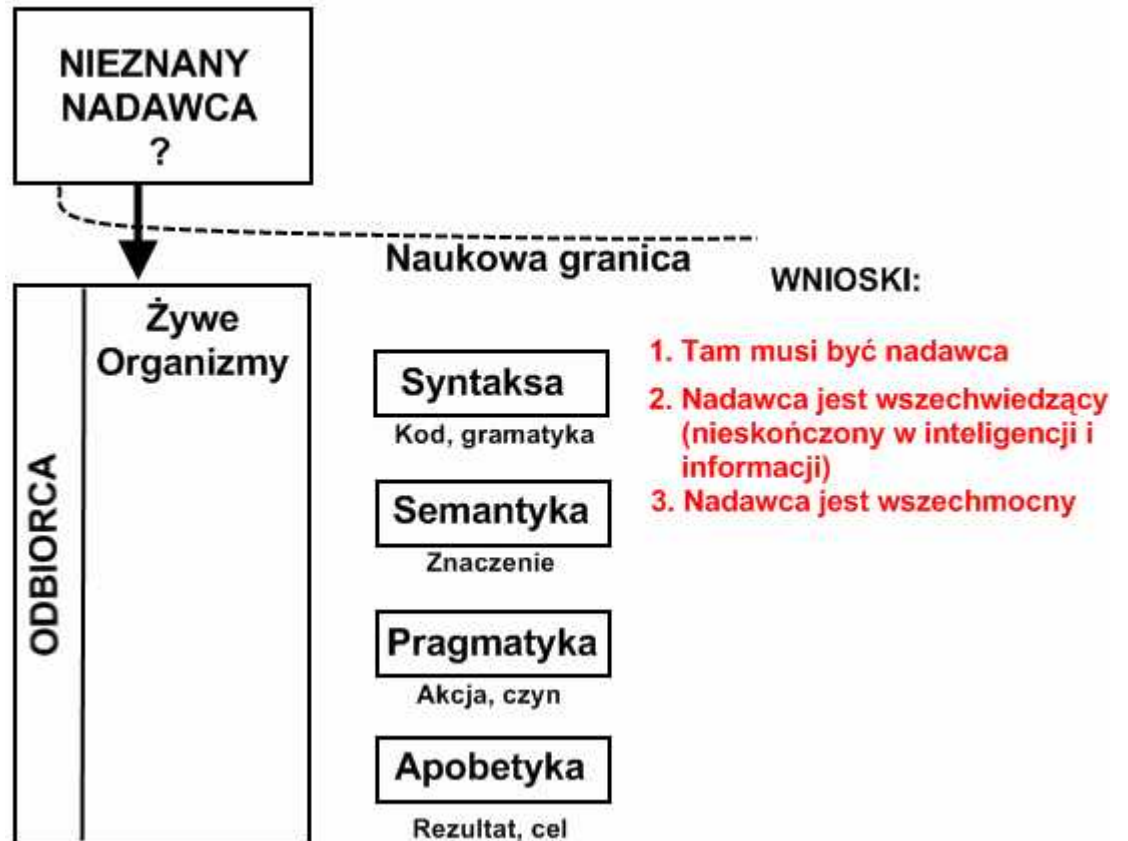 NIEZNANY
NADAWCA
?
Naukowa granica
WNIOSKI:
ODBIORCA
Żywe
Organizmy
Syntaksa
Kod, gramatyka
Semantyka
Znaczenie
Pragmatyka
Akcja, czyn
Apobetyka
Rezultat, cel
1. Tam musi być nadawca
2. Nadawca jest wszechwiedzący
(nieskończony w inteligencji i
informacji)
3. Nadawca jest wszechmocny